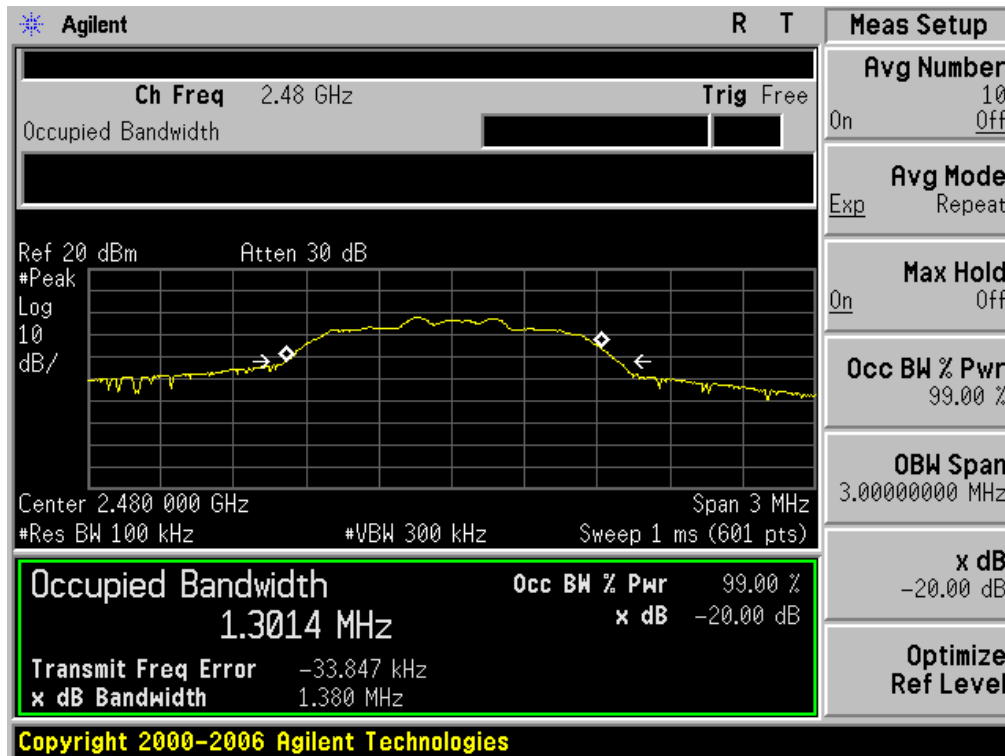 Agilent R T
Ch Freq 2.48 GHz Trig Free
Occupied Bandwidth
Ref 20 dBm Atten 30 dB
#Peak
Log
10
dB/
Center 2.480 000 GHz Span 3 MHz
#Res BW 100 kHz #VBW 300 kHz Sweep 1 ms (601 pts)
Occupied Bandwidth
1.3014 MHz
Occ BW % Pwr 99.00 %
x dB -20.00 dB
Transmit Freq Error -33.847 kHz
x dB Bandwidth 1.380 MHz
Meas Setup
Avg Number
10
On Off
Avg Mode
Exp Repeat
Max Hold
On Off
Occ BW % Pwr
99.00 %
OBW Span
3.00000000 MHz
x dB
-20.00 dB
Optimize
Ref Level
Copyright 2000-2006 Agilent Technologies